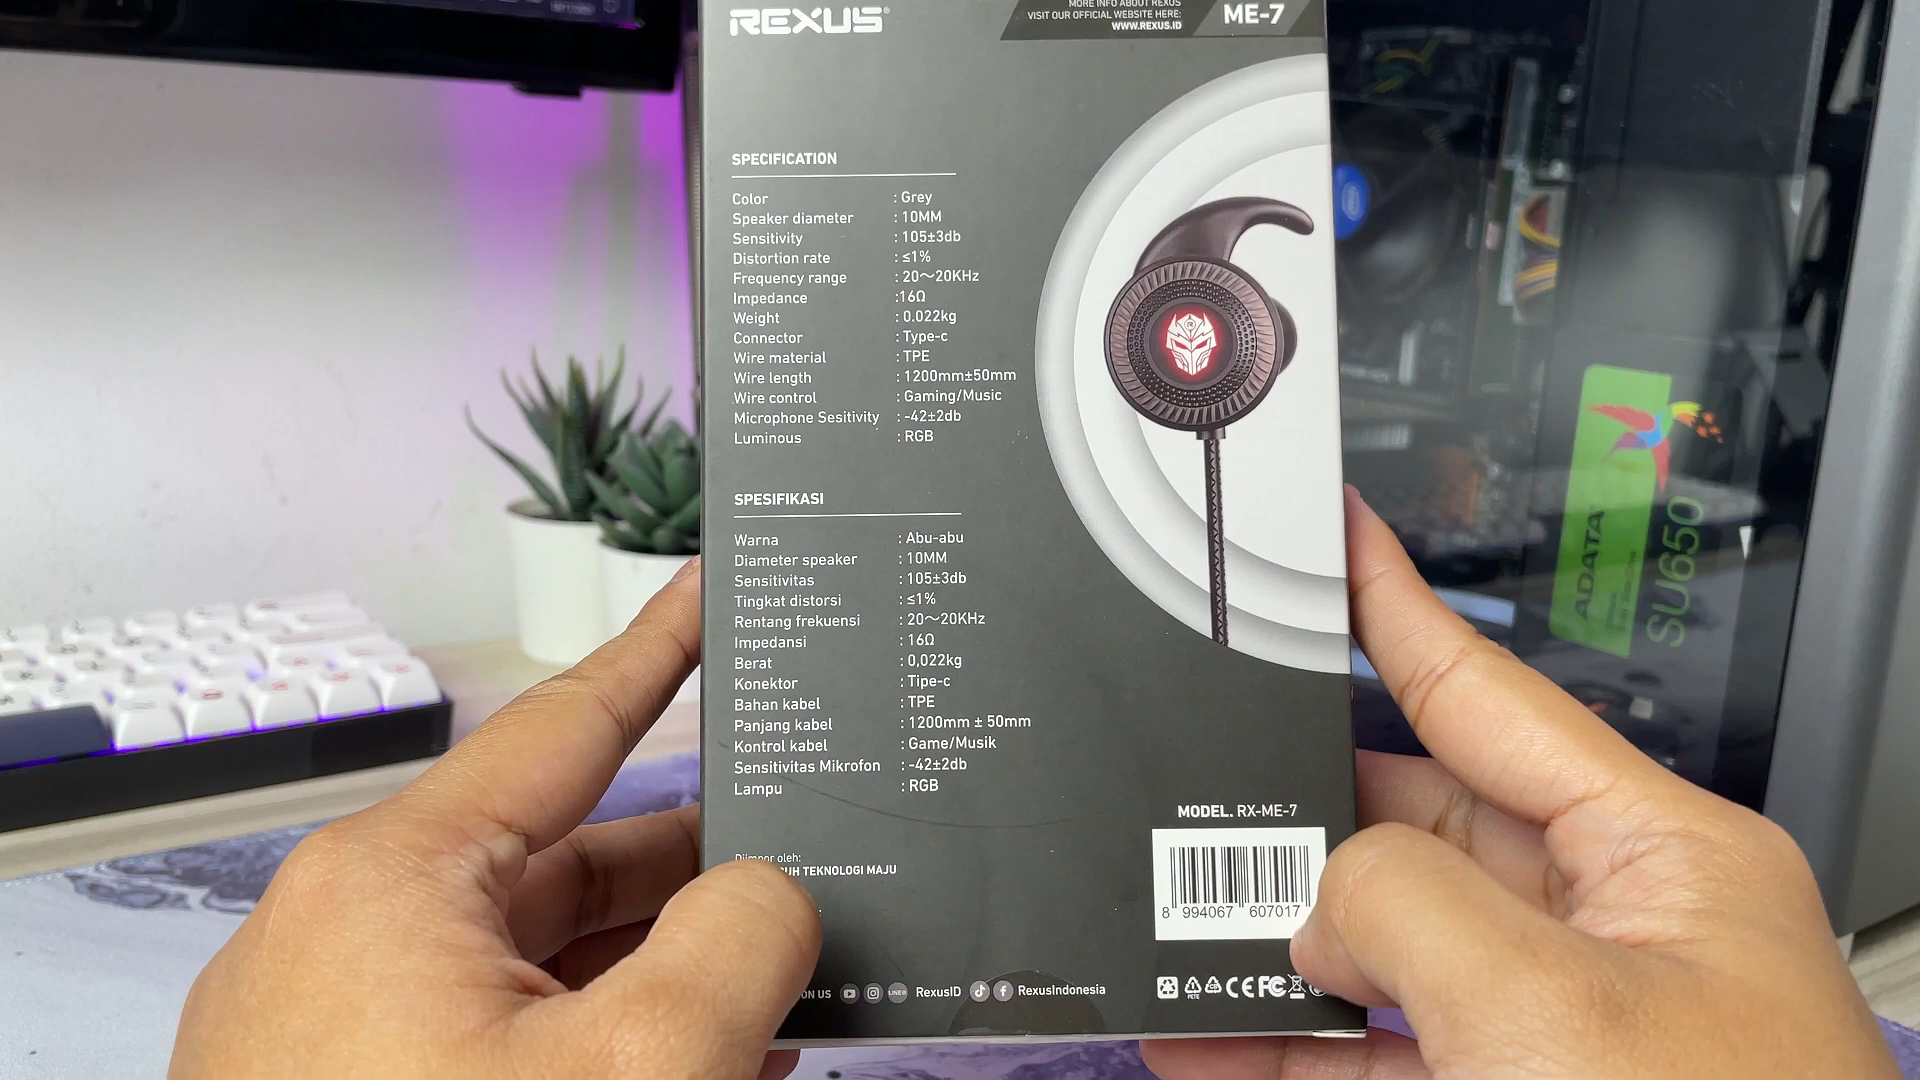 REXUS®
MORE INFO ABOUT REXUS
VISIT OUR OFFICIAL WEBSITE HERE:
WWW.REXUS.ID
ME-7
SPECIFICATION
Color : Grey
Speaker diameter : 10MM
Sensitivity : 105±3db
Distortion rate : ≤1%
Frequency range : 20～20KHz
Impedance :16Ω
Weight : 0.022kg
Connector : Type-c
Wire material : TPE
Wire length : 1200mm±50mm
Wire control : Gaming/Music
Microphone Sesitivity : -42±2db
Luminous : RGB
SPESIFIKASI
Warna : Abu-abu
Diameter speaker : 10MM
Sensitivitas : 105±3db
Tingkat distorsi : ≤1%
Rentang frekuensi : 20～20KHz
Impedansi : 16Ω
Berat : 0,022kg
Konektor : Tipe-c
Bahan kabel : TPE
Panjang kabel : 1200mm ± 50mm
Kontrol kabel : Game/Musik
Sensitivitas Mikrofon : -42±2db
Lampu : RGB
Diimpor oleh:
TEKNOLOGI MAJU
MODEL. RX-ME-7
8 994067 607017
ON US RexusID RexusIndonesia
PETE
CE FC
ADATA
SU650